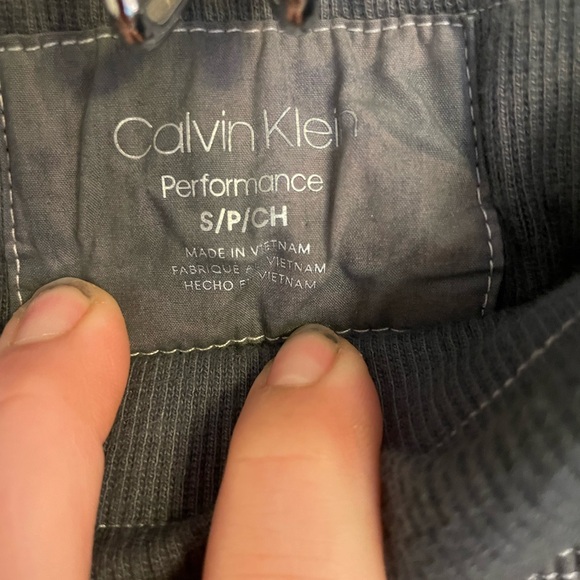 Calvin Klein
Performance
S/P/CH
MADE IN VIETNAM
FABRIQUE AU VIETNAM
HECHO EN VIETNAM